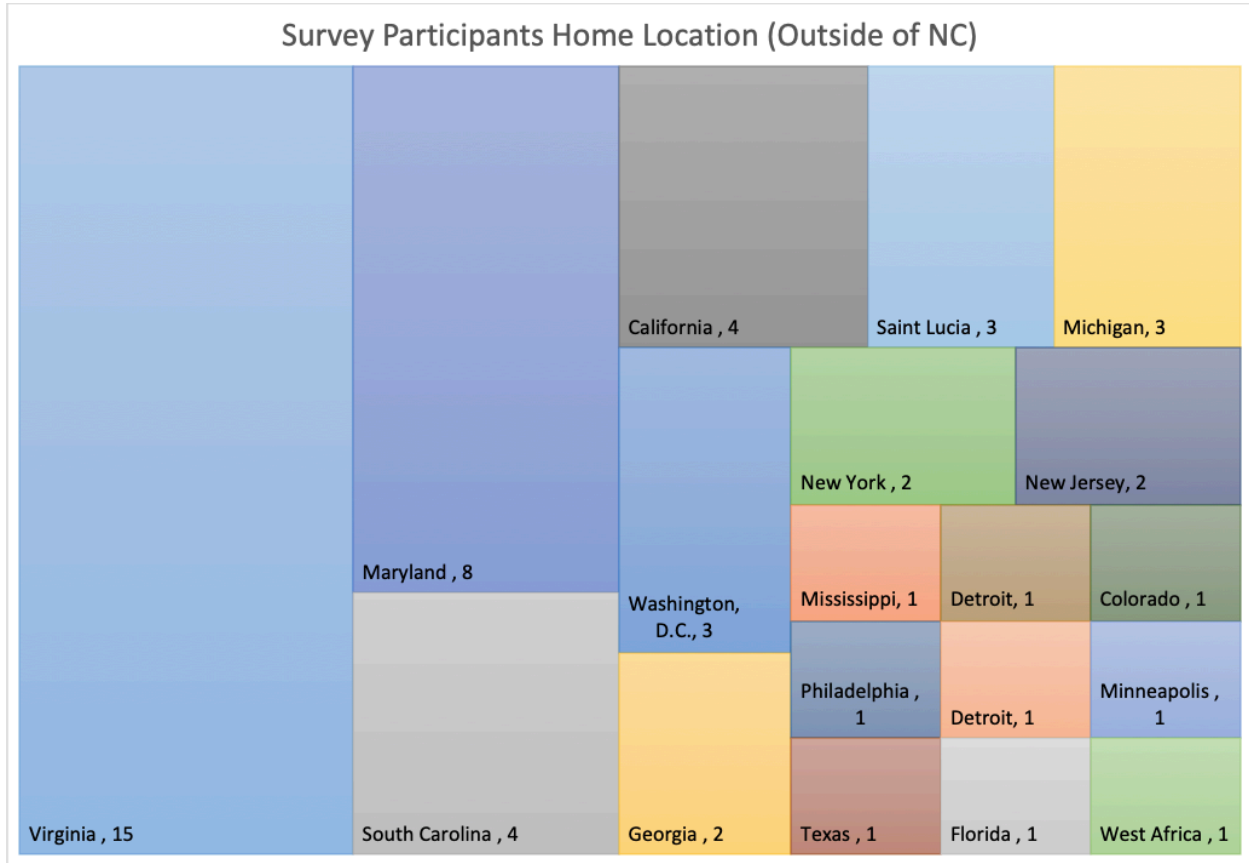 Survey Participants Home Location (Outside of NC)
Virginia , 15
Maryland , 8
South Carolina , 4
California , 4
Saint Lucia , 3
Michigan, 3
Washington,
D.C., 3
Georgia , 2
New York , 2
New Jersey, 2
Mississippi, 1
Detroit, 1
Colorado , 1
Philadelphia ,
1
Detroit, 1
Minneapolis ,
1
Texas , 1
Florida , 1
West Africa , 1